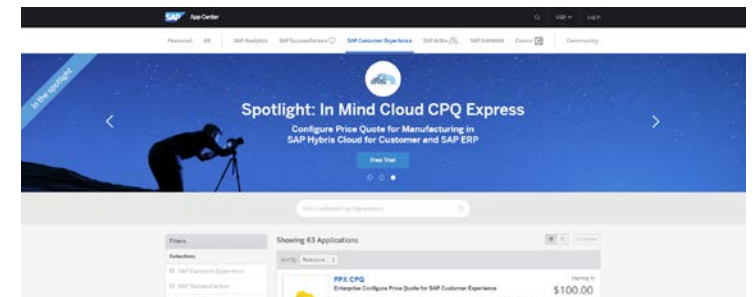 SAP App Center
USD
Log In
Featured All SAP Analytics SAP SuccessFactors SAP Customer Experience SAP Ariba SAP S/4HANA Concur Community
In the spotlight
Spotlight: In Mind Cloud CPQ Express
Configure Price Quote for Manufacturing in
SAP Hybris Cloud for Customer and SAP ERP
Free Trial
Filters
Showing 63 Applications
Compare
Collections
Sort By: Relevance
SAP Customer Experience
SAP SuccessFactors
PPX CPQ
Enterprise Configure Price Quote for SAP Customer Experience
Starting at
$100.00